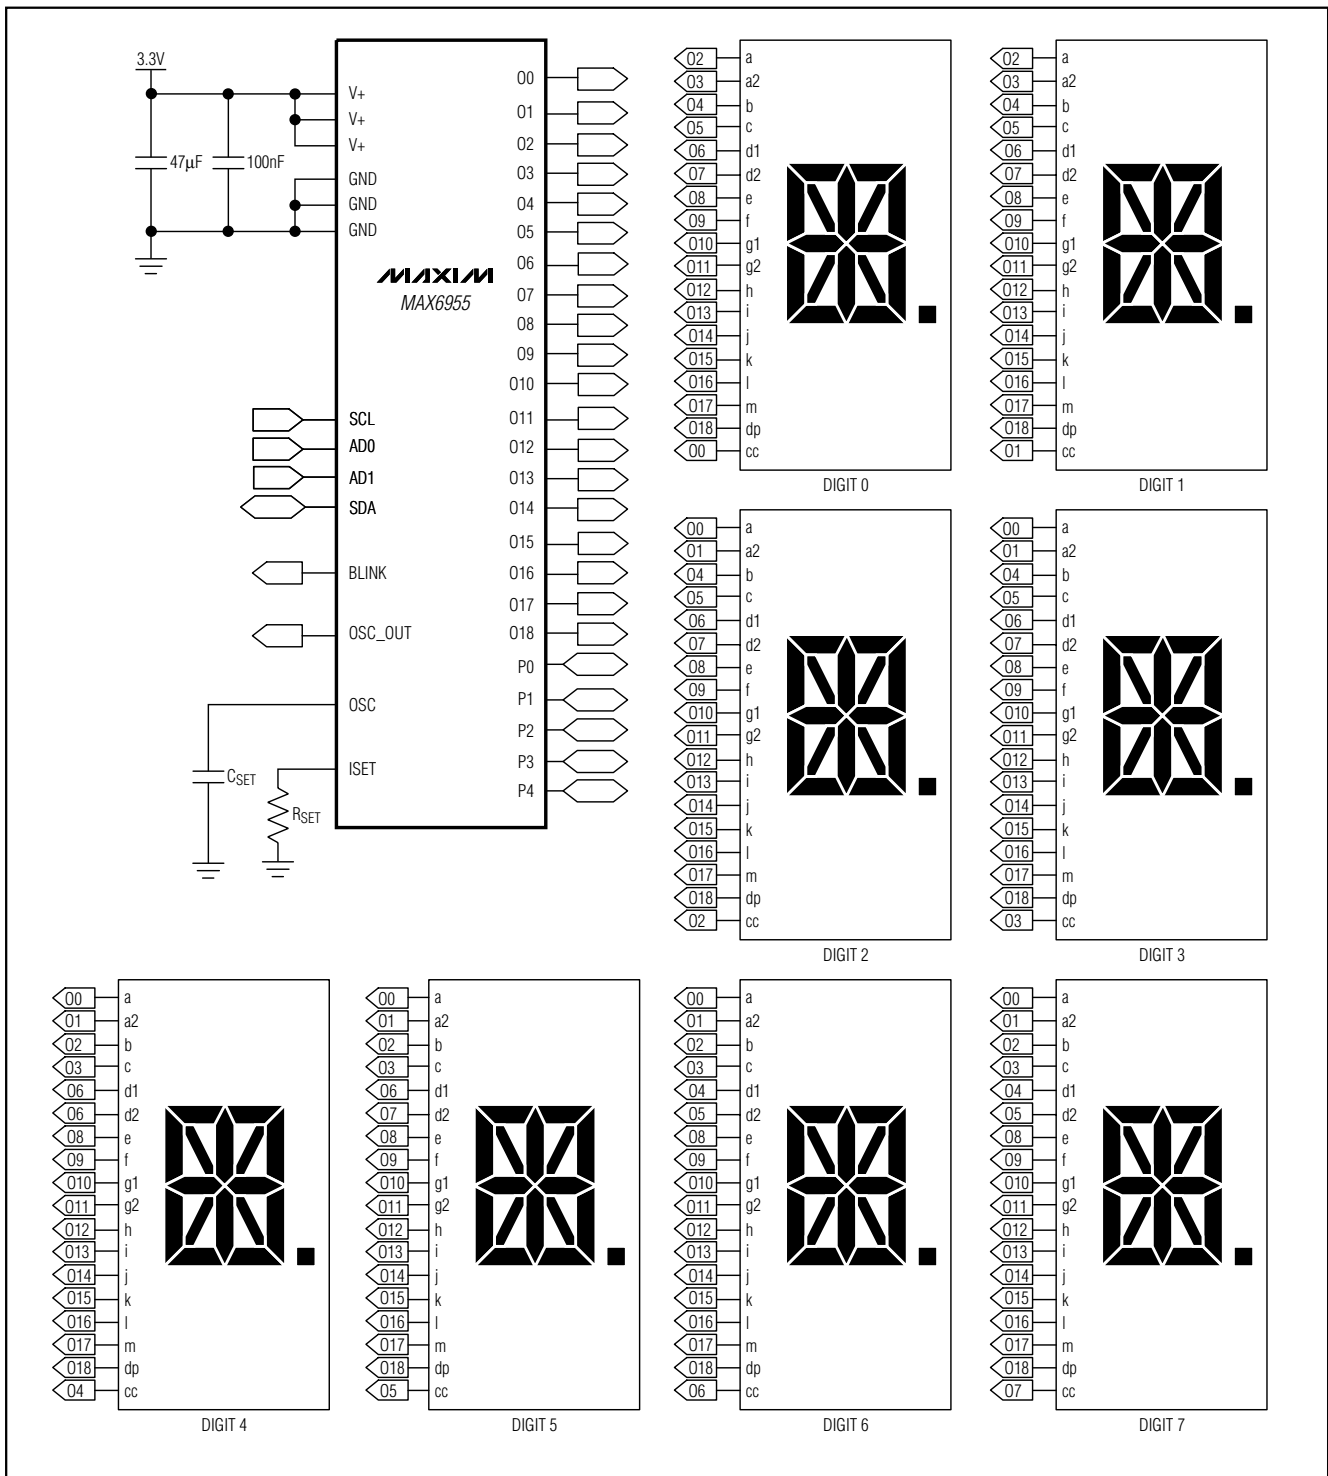 3.3V
47μF
100nF
V+
V+
V+
GND
GND
GND
MAXIM
MAX6955
SCL
AD0
AD1
SDA
BLINK
OSC_OUT
OSC
ISET
CSET
RSET
O0
O1
O2
O3
O4
O5
O6
O7
O8
O9
O10
O11
O12
O13
O14
O15
O16
O17
O18
P0
P1
P2
P3
P4
O2 a
O3 a2
O4 b
O5 c
O6 d1
O7 d2
O8 e
O9 f
O10 g1
O11 g2
O12 h
O13 i
O14 j
O15 k
O16 l
O17 m
O18 dp
O0 cc
DIGIT 0
O2 a
O3 a2
O4 b
O5 c
O6 d1
O7 d2
O8 e
O9 f
O10 g1
O11 g2
O12 h
O13 i
O14 j
O15 k
O16 l
O17 m
O18 dp
O1 cc
DIGIT 1
O0 a
O1 a2
O4 b
O5 c
O6 d1
O7 d2
O8 e
O9 f
O10 g1
O11 g2
O12 h
O13 i
O14 j
O15 k
O16 l
O17 m
O18 dp
O2 cc
DIGIT 2
O0 a
O1 a2
O4 b
O5 c
O6 d1
O7 d2
O8 e
O9 f
O10 g1
O11 g2
O12 h
O13 i
O14 j
O15 k
O16 l
O17 m
O18 dp
O3 cc
DIGIT 3
O0 a
O1 a2
O2 b
O3 c
O6 d1
O6 d2
O8 e
O9 f
O10 g1
O11 g2
O12 h
O13 i
O14 j
O15 k
O16 l
O17 m
O18 dp
O4 cc
DIGIT 4
O0 a
O1 a2
O2 b
O3 c
O6 d1
O7 d2
O8 e
O9 f
O10 g1
O11 g2
O12 h
O13 i
O14 j
O15 k
O16 l
O17 m
O18 dp
O5 cc
DIGIT 5
O0 a
O1 a2
O2 b
O3 c
O4 d1
O5 d2
O8 e
O9 f
O10 g1
O11 g2
O12 h
O13 i
O14 j
O15 k
O16 l
O17 m
O18 dp
O6 cc
DIGIT 6
O0 a
O1 a2
O2 b
O3 c
O4 d1
O5 d2
O8 e
O9 f
O10 g1
O11 g2
O12 h
O13 i
O14 j
O15 k
O16 l
O17 m
O18 dp
O7 cc
DIGIT 7